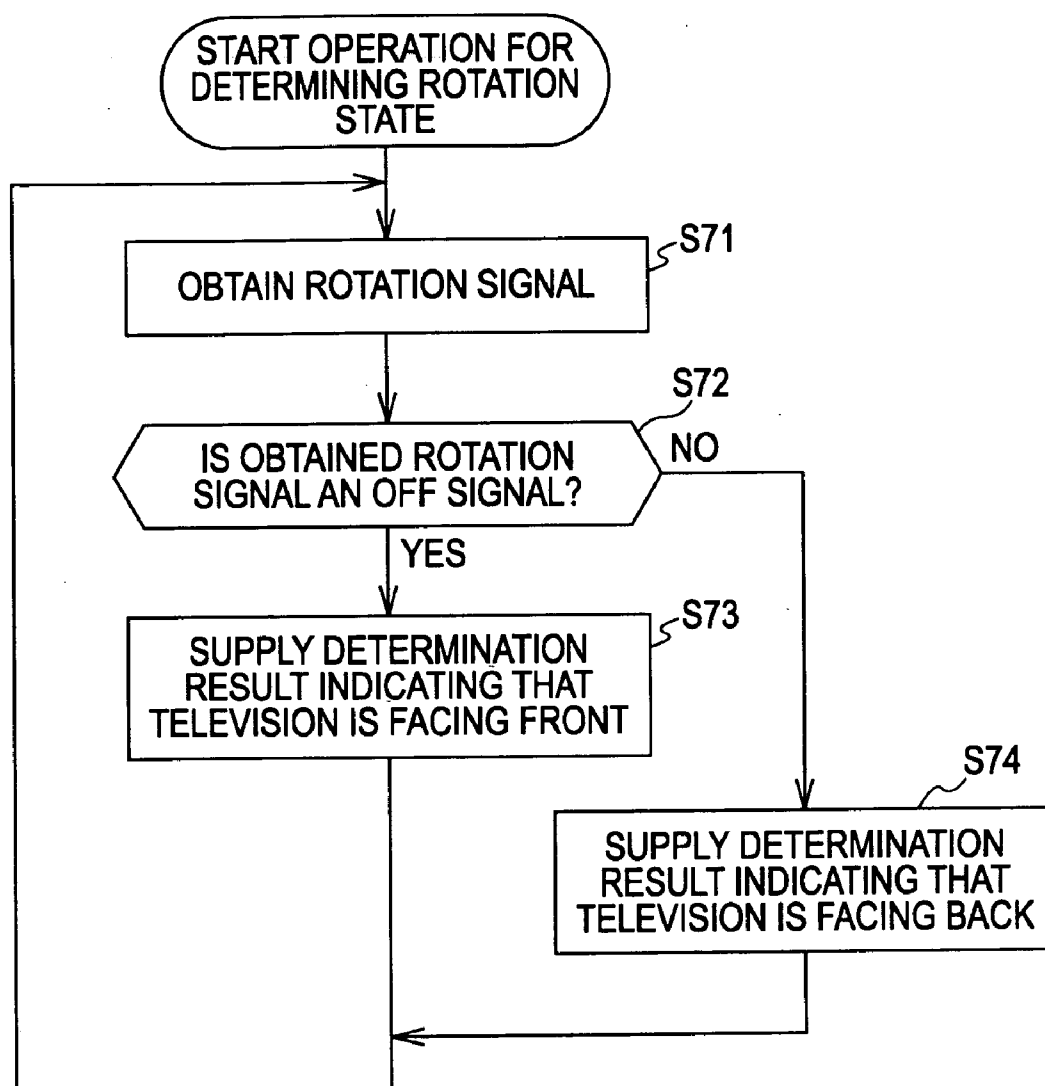 START OPERATION FOR
DETERMINING ROTATION
STATE
S71
OBTAIN ROTATION SIGNAL
S72
IS OBTAINED ROTATION
SIGNAL AN OFF SIGNAL?
NO
YES
S73
SUPPLY DETERMINATION
RESULT INDICATING THAT
TELEVISION IS FACING FRONT
S74
SUPPLY DETERMINATION
RESULT INDICATING THAT
TELEVISION IS FACING BACK